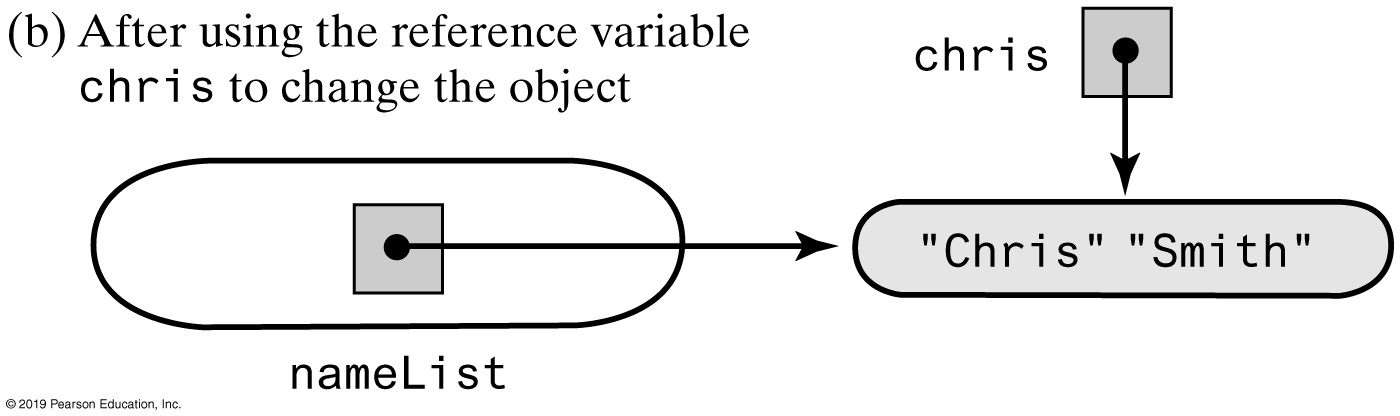 (b) After using the reference variable
chris to change the object
chris
"Chris" "Smith"
nameList
© 2019 Pearson Education, Inc.